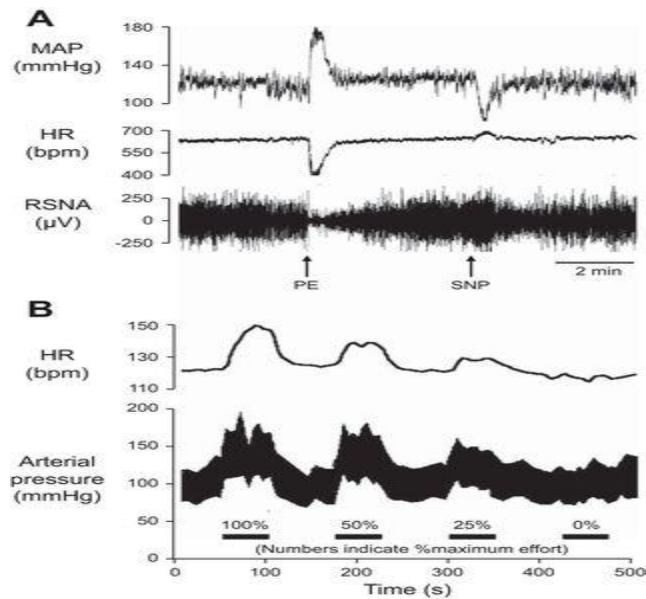 A
MAP
(mmHg)
180
140
100
HR
(bpm)
700
550
400
RSNA
(µV)
250
0
-250
PE
SNP
2 min
B
HR
(bpm)
150
130
110
Arterial
pressure
(mmHg)
200
150
100
50
0
100%
50%
25%
0%
(Numbers indicate %maximum effort)
0
100
200
300
400
500
Time (s)